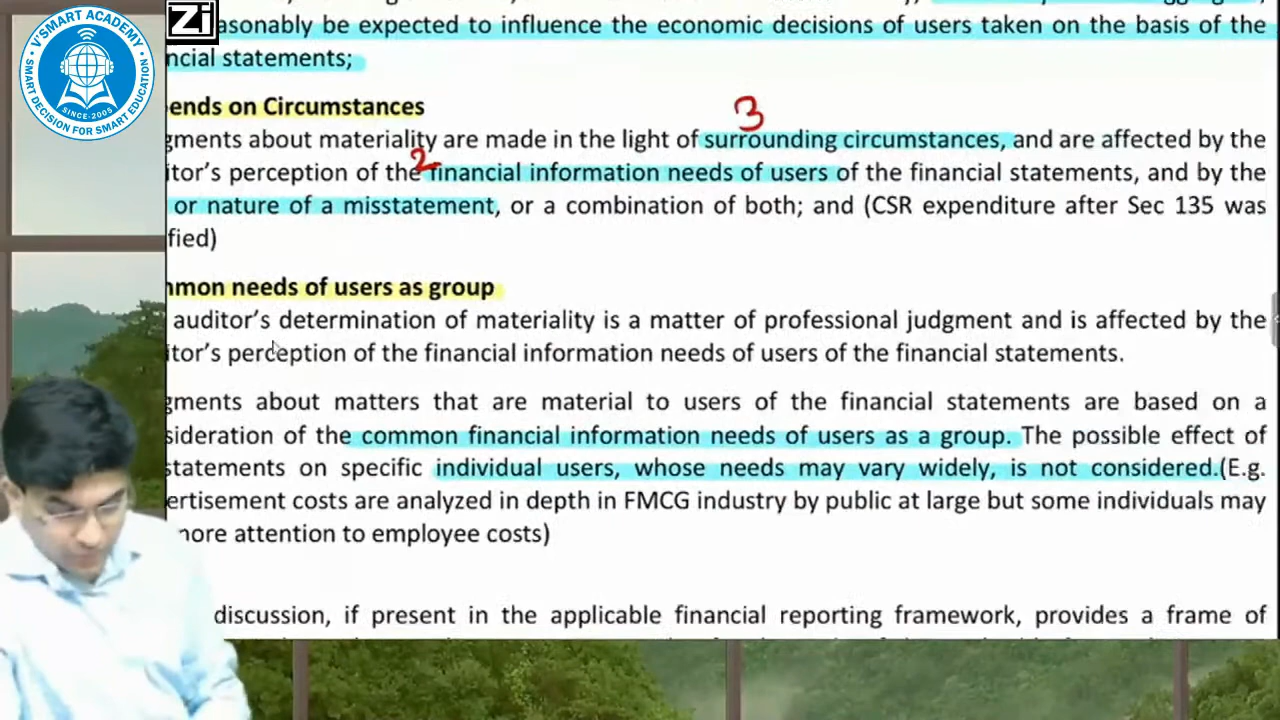 V'SMART ACADEMY
SMART DECISION FOR SMART EDUCATION
SINCE-2005
Zi
easonably be expected to influence the economic decisions of users taken on the basis of the
ncial statements;
ends on Circumstances
3
gments about materiality are made in the light of surrounding circumstances, and are affected by the
2
itor's perception of the financial information needs of users of the financial statements, and by the
or nature of a misstatement, or a combination of both; and (CSR expenditure after Sec 135 was
fied)
mmon needs of users as group
auditor's determination of materiality is a matter of professional judgment and is affected by the
itor's perception of the financial information needs of users of the financial statements.
gments about matters that are material to users of the financial statements are based on a
sideration of the common financial information needs of users as a group. The possible effect of
statements on specific individual users, whose needs may vary widely, is not considered.(E.g.
ertisement costs are analyzed in depth in FMCG industry by public at large but some individuals may
more attention to employee costs)
discussion, if present in the applicable financial reporting framework, provides a frame of